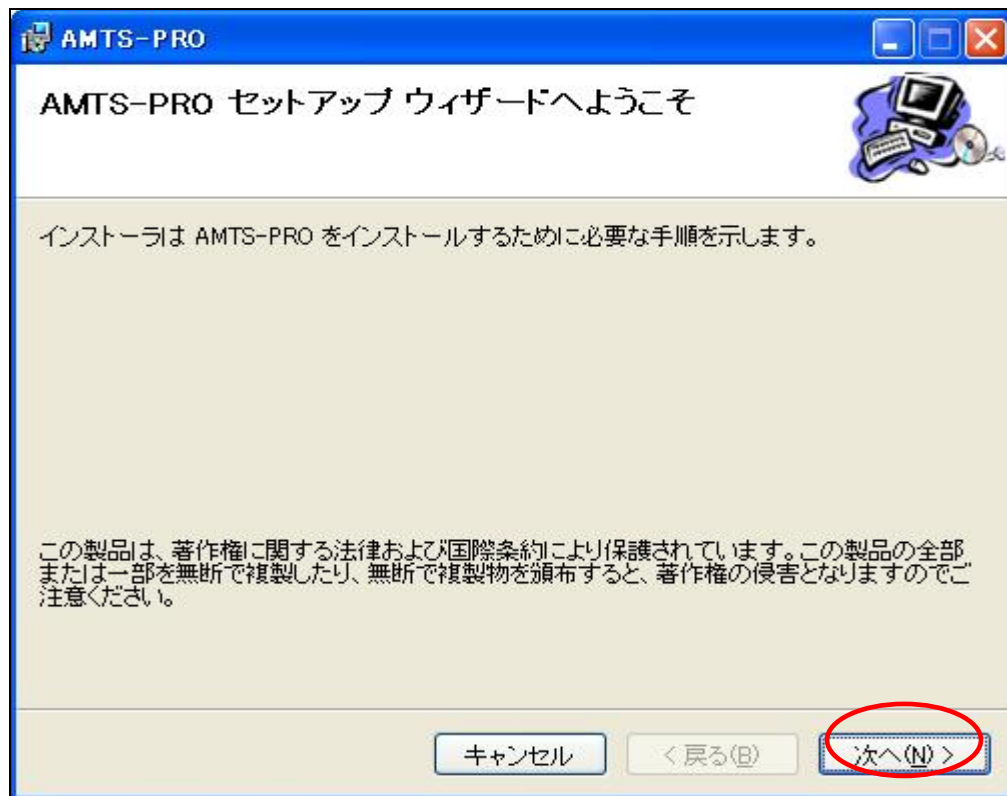 AMTS-PRO
AMTS-PRO セットアップ ウィザードへようこそ
インストーラは AMTS-PRO をインストールするために必要な手順を示します。
この製品は、著作権に関する法律および国際条約により保護されています。この製品の全部
または一部を無断で複製したり、無断で複製物を頒布すると、著作権の侵害となりますのでご
注意ください。
キャンセル
< 戻る(B)
次へ(N) >